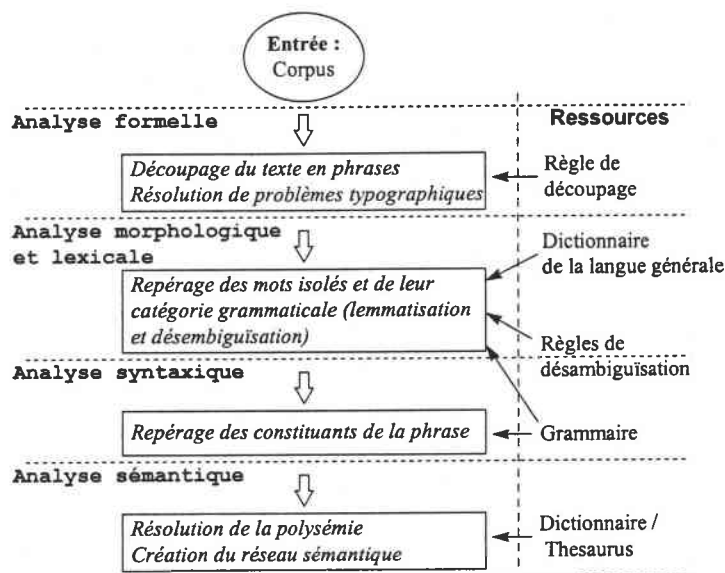 Entrée :
Corpus
Analyse formelle
Ressources
Découpage du texte en phrases
Résolution de problèmes typographiques
Règle de
découpage
Analyse morphologique
et lexicale
Dictionnaire
de la langue générale
Repérage des mots isolés et de leur
catégorie grammaticale (lemmatisation
et désembiguïsation)
Règles de
désambiguïsation
Analyse syntaxique
Repérage des constituants de la phrase
Grammaire
Analyse sémantique
Résolution de la polysémie
Création du réseau sémantique
Dictionnaire /
Thesaurus